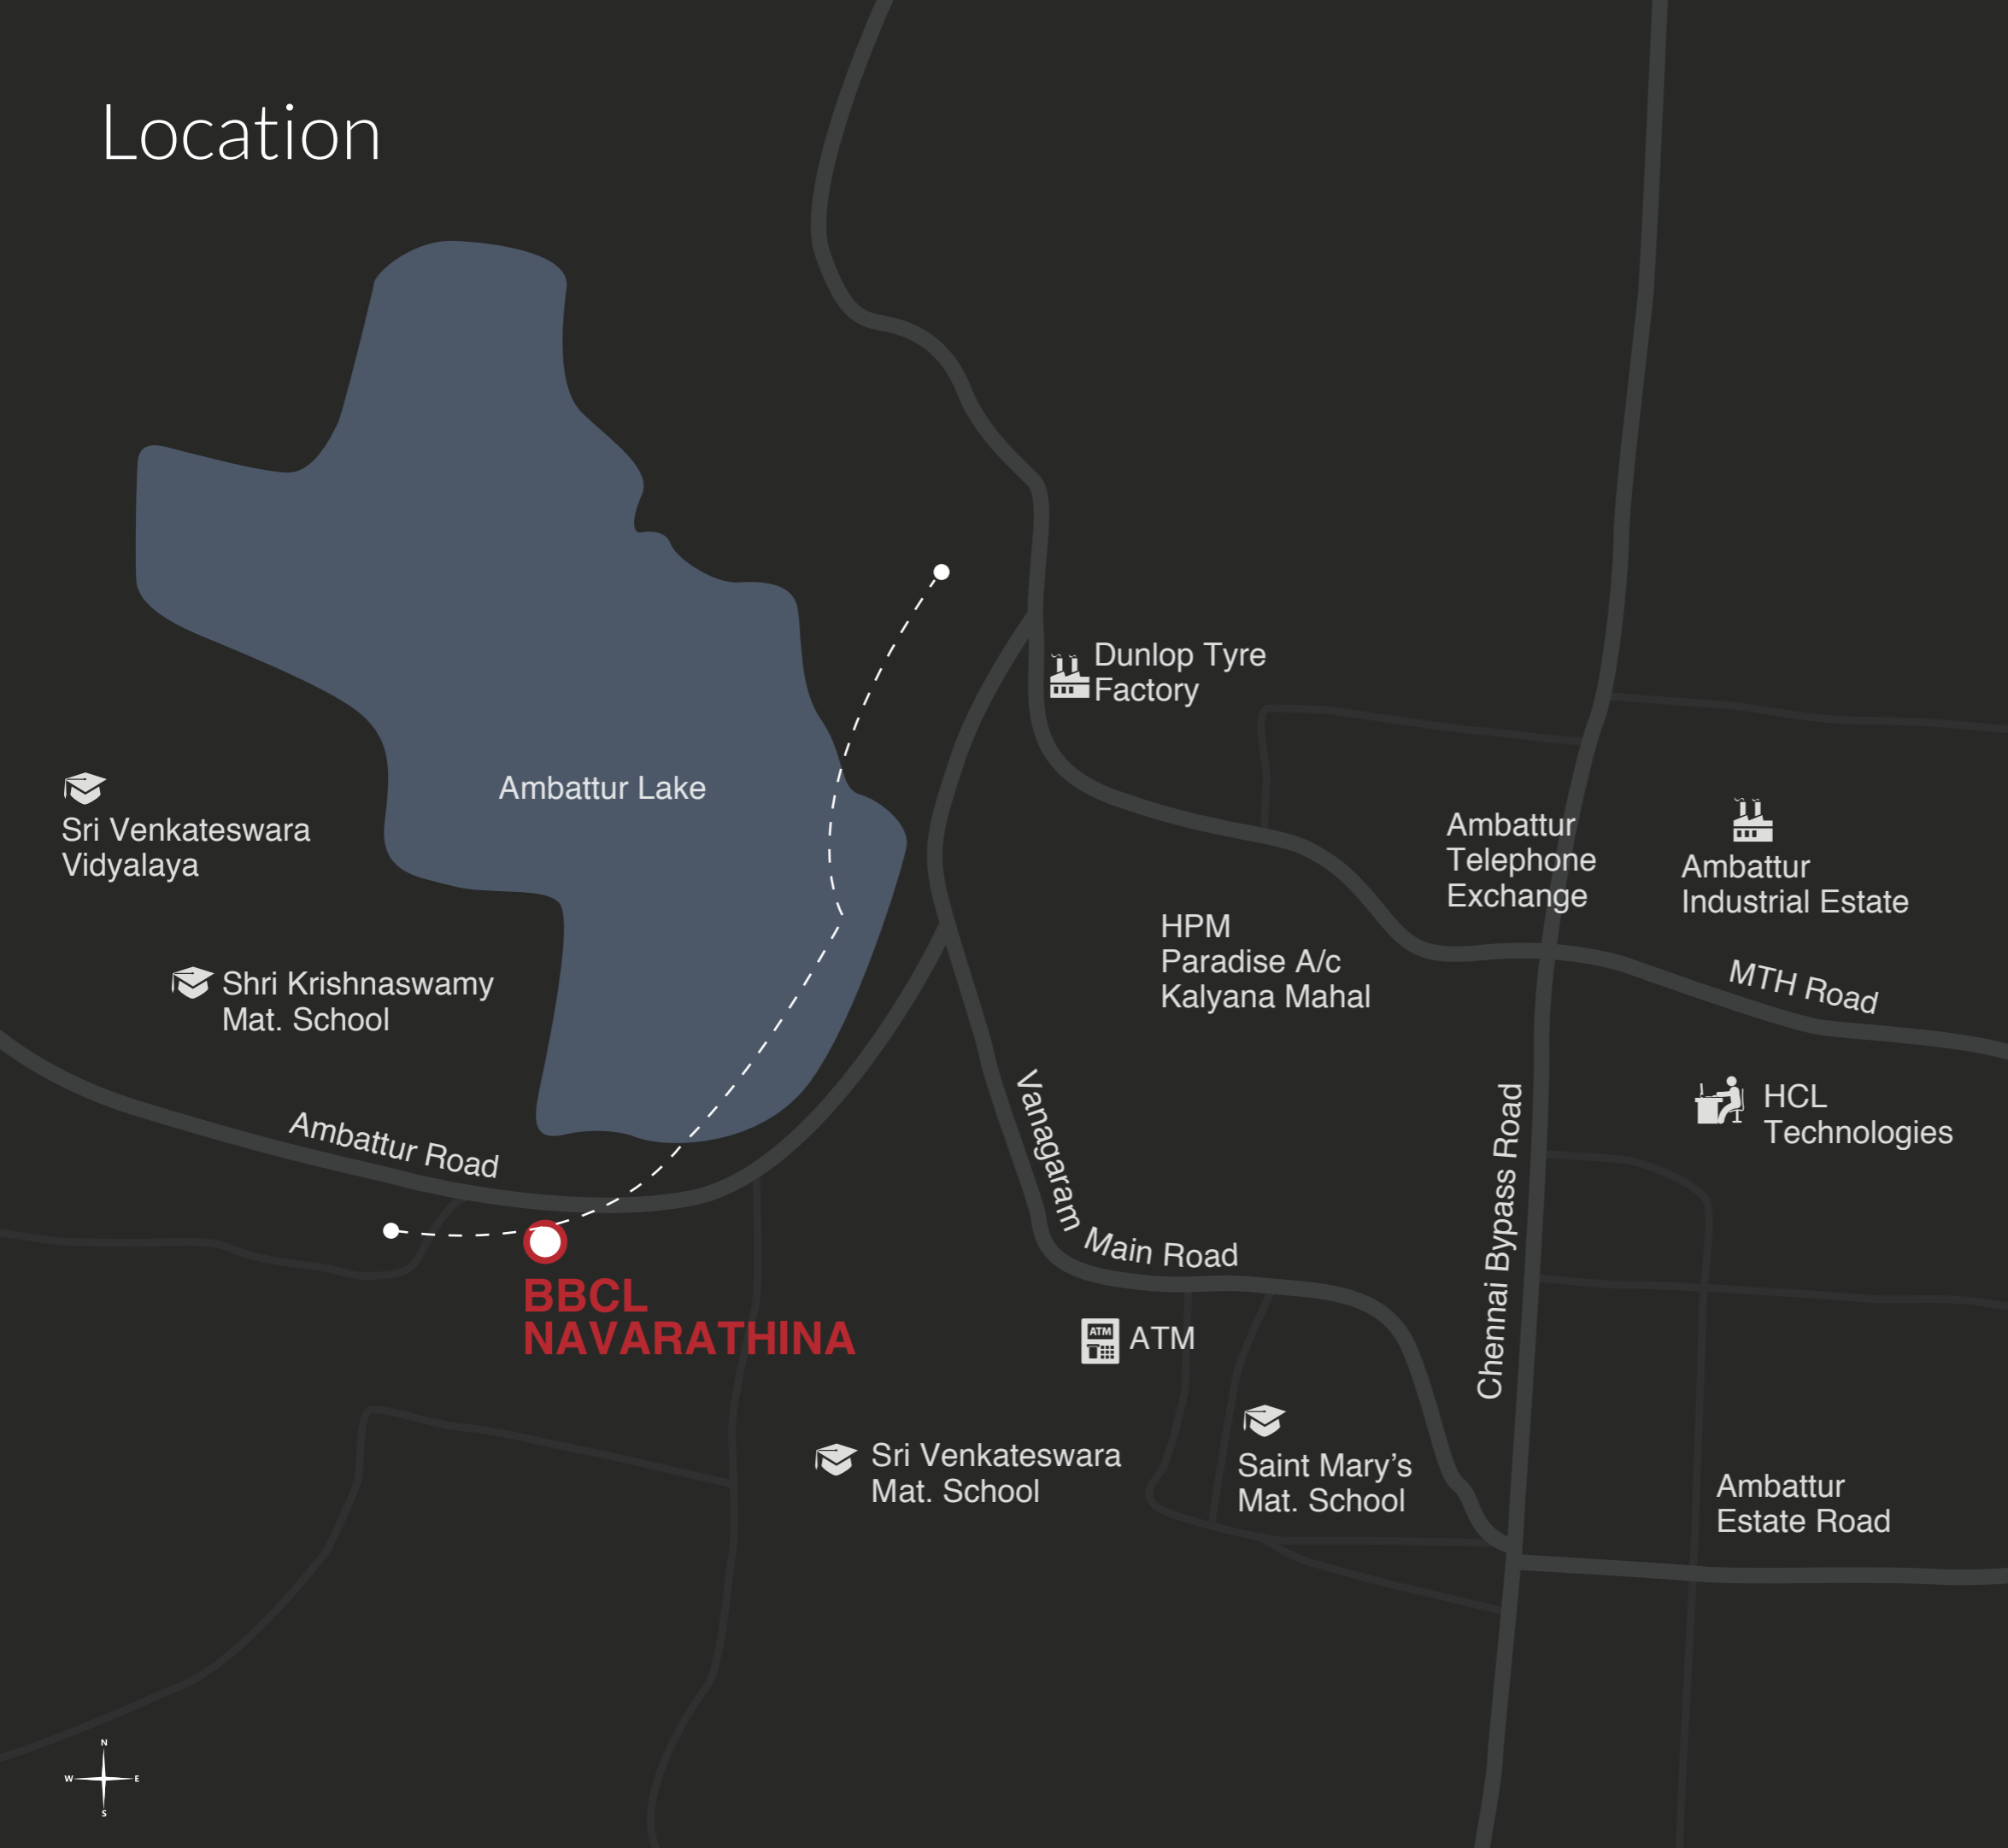 Location
Dunlop Tyre
Factory
Ambattur Lake
Sri Venkateswara
Vidyalaya
Ambattur
Telephone
Exchange
Ambattur
Industrial Estate
HPM
Paradise A/c
Kalyana Mahal
Shri Krishnaswamy
Mat. School
MTH Road
HCL
Technologies
Ambattur Road
Vanagaram Main Road
Chennai Bypass Road
BBCL
NAVARATHINA
ATM
ATM
Sri Venkateswara
Mat. School
Saint Mary’s
Mat. School
Ambattur
Estate Road
N
W E
S